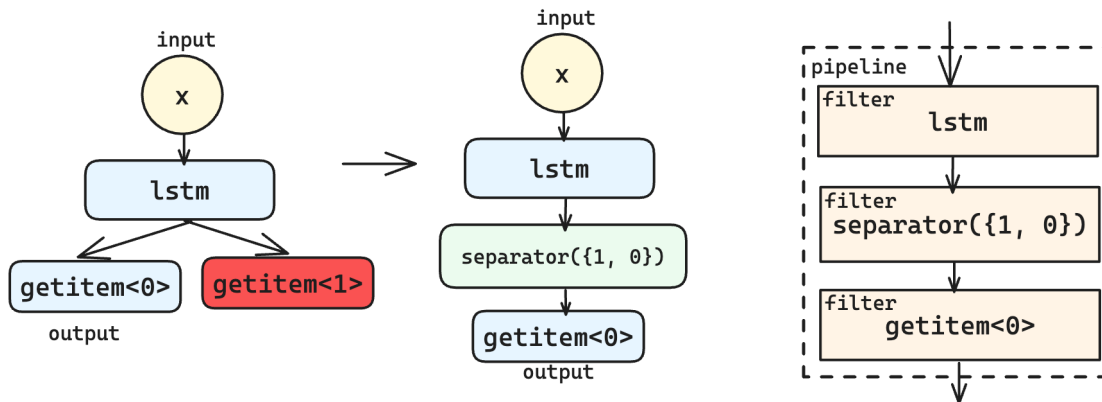 input
x
lstm
getitem<0>
getitem<1>
output
input
x
lstm
separator({1, 0})
getitem<0>
output
pipeline
filter
lstm
filter
separator({1, 0})
filter
getitem<0>